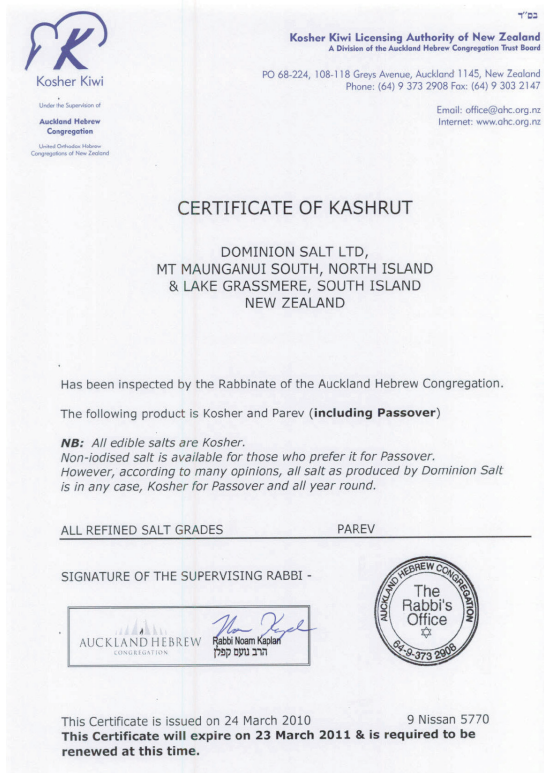 בס״ד
Kosher Kiwi Licensing Authority of New Zealand
A Division of the Auckland Hebrew Congregation Trust Board
PO 68-224, 108-118 Greys Avenue, Auckland 1145, New Zealand
Phone: (64) 9 373 2908 Fax: (64) 9 303 2147
Email: office@ahc.org.nz
Internet: www.ahc.org.nz
K
Kosher Kiwi
Under the Supervision of
Auckland Hebrew
Congregation
United Orthodox Hebrew
Congregations of New Zealand
CERTIFICATE OF KASHRUT
DOMINION SALT LTD,
MT MAUNGANUI SOUTH, NORTH ISLAND
& LAKE GRASSMERE, SOUTH ISLAND
NEW ZEALAND
Has been inspected by the Rabbinate of the Auckland Hebrew Congregation.
The following product is Kosher and Parev (including Passover)
NB: All edible salts are Kosher.
Non-iodised salt is available for those who prefer it for Passover.
However, according to many opinions, all salt as produced by Dominion Salt
is in any case, Kosher for Passover and all year round.
ALL REFINED SALT GRADES PAREV
SIGNATURE OF THE SUPERVISING RABBI -
AUCKLAND HEBREW
CONGREGATION
Rabbi Noam Kaplan
הרב נועם קפלן
AUCKLAND HEBREW CONGREGATION
The
Rabbi's
Office
64-9-373 2908
This Certificate is issued on 24 March 2010 9 Nissan 5770
This Certificate will expire on 23 March 2011 & is required to be
renewed at this time.